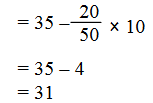 = 35 – 20/50 × 10
= 35 – 4
= 31